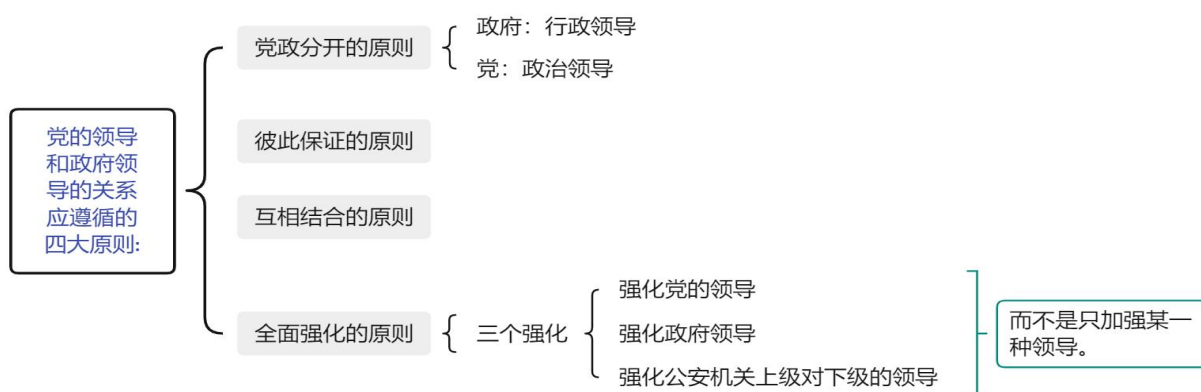 党的领导
和政府领
导的关系
应遵循的
四大原则:
党政分开的原则
政府：行政领导
党：政治领导
彼此保证的原则
互相结合的原则
全面强化的原则
三个强化
强化党的领导
强化政府领导
强化公安机关上级对下级的领导
而不是只加强某一
种领导。